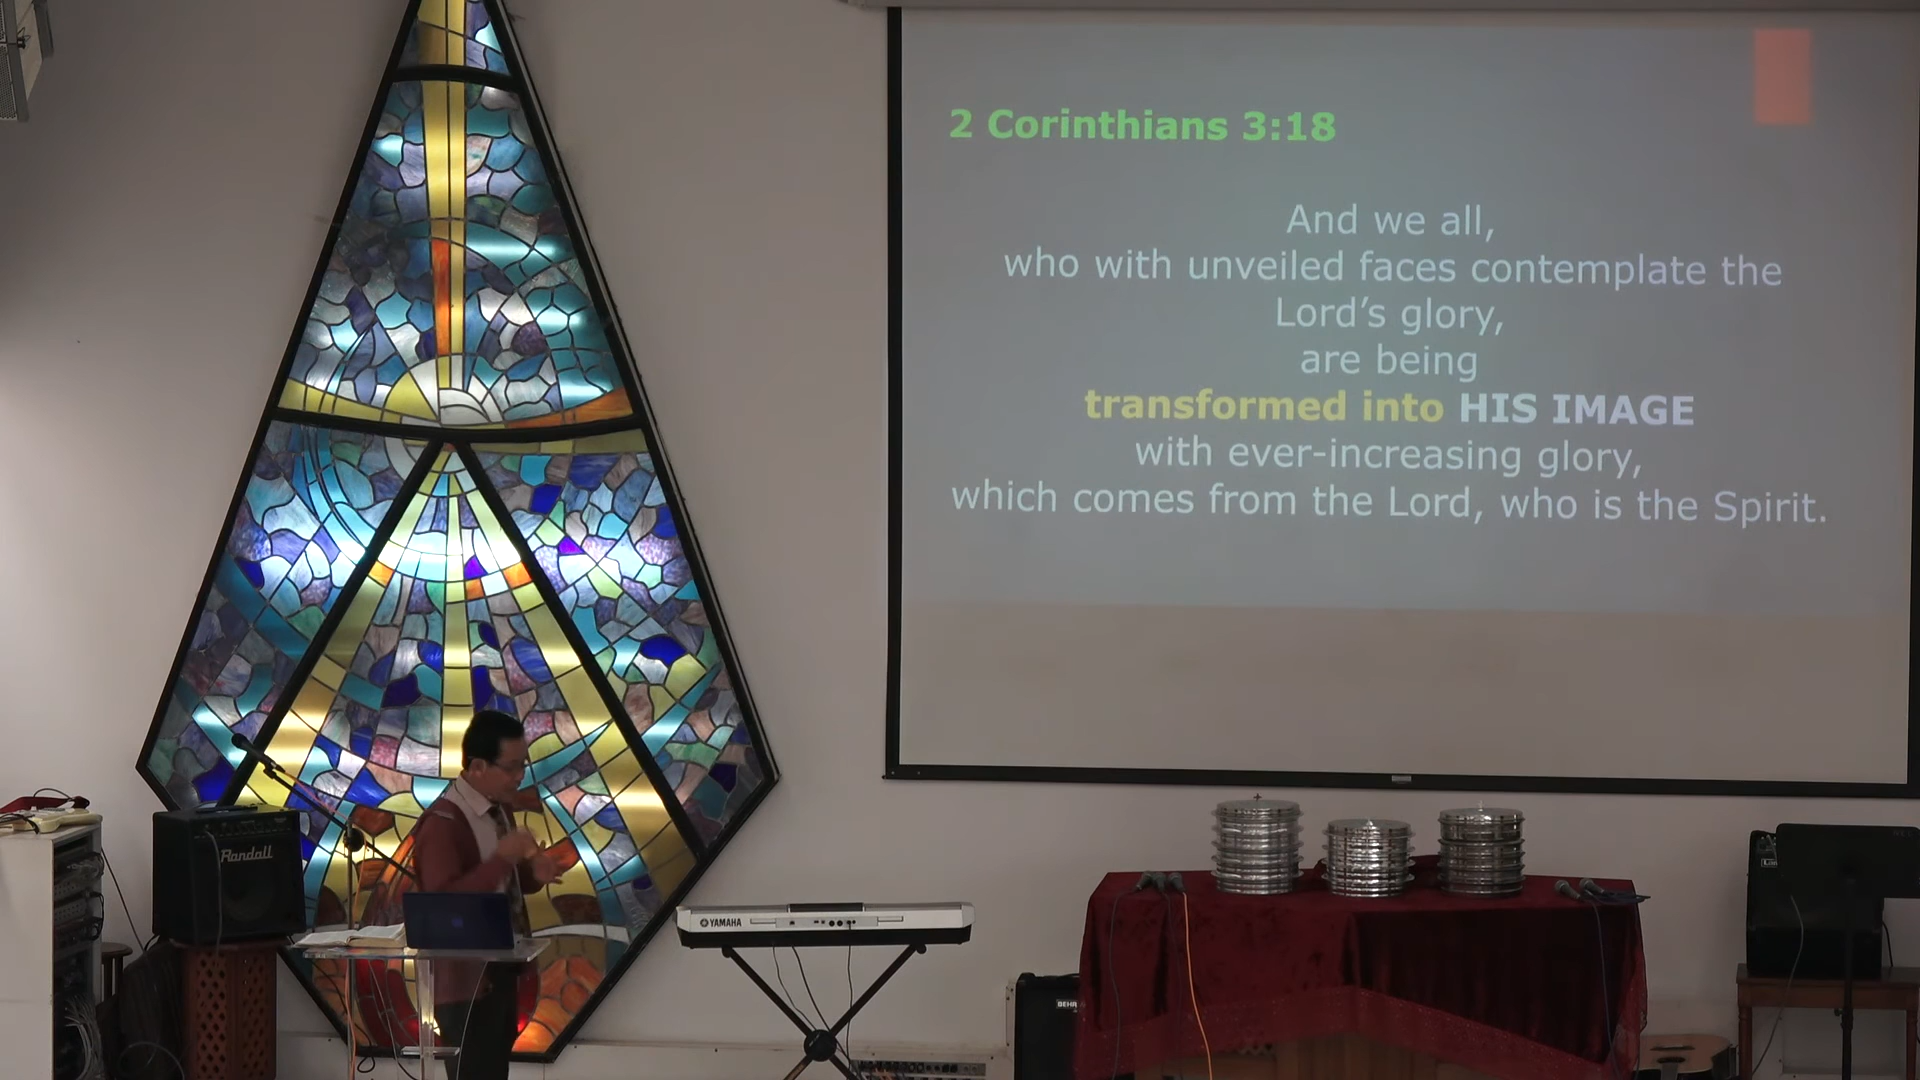 2 Corinthians 3:18
And we all,
who with unveiled faces contemplate the
Lord’s glory,
are being
transformed into HIS IMAGE
with ever-increasing glory,
which comes from the Lord, who is the Spirit.
Randall
YAMAHA